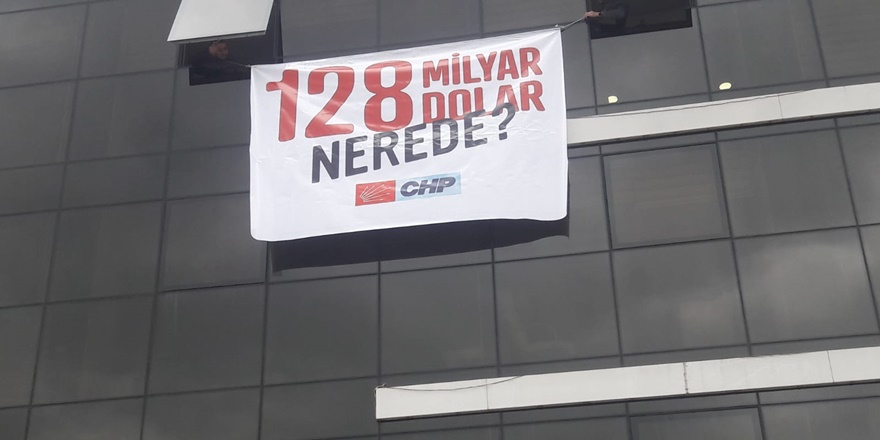 128 MİLYAR
DOLAR
NEREDE?
CHP